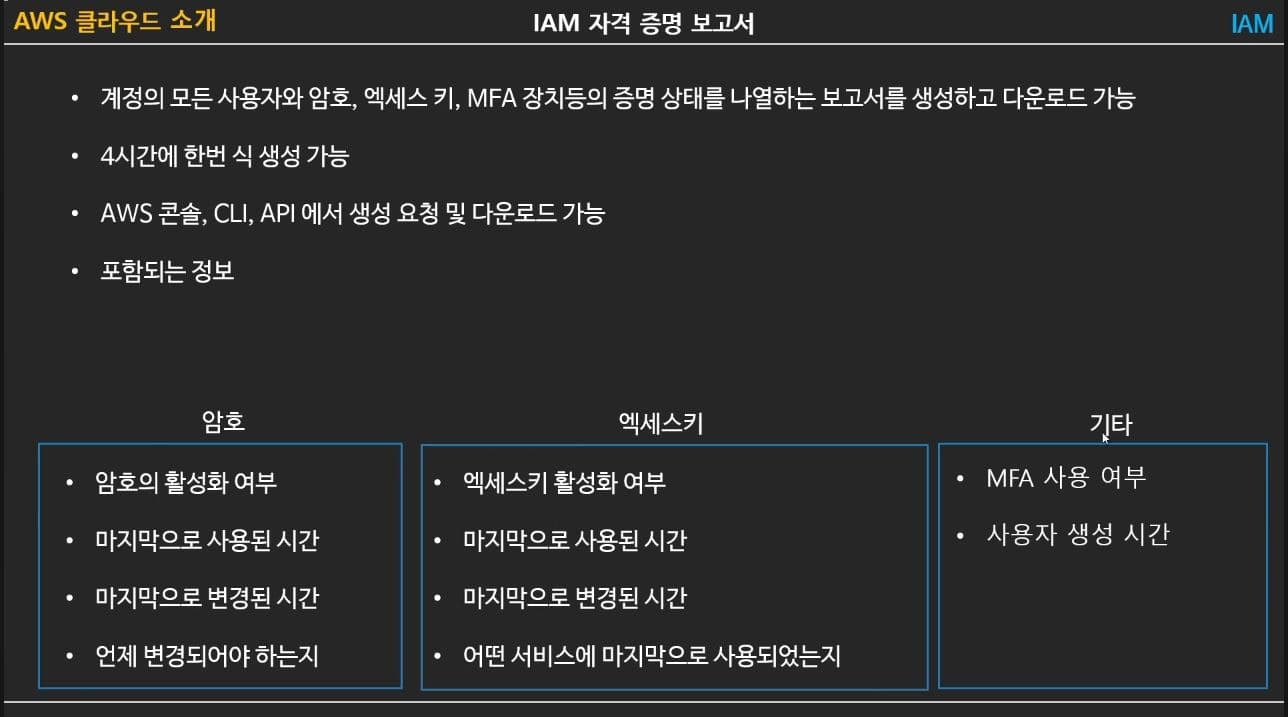 AWS 클라우드 소개
IAM 자격 증명 보고서
IAM
• 계정의 모든 사용자와 암호, 엑세스 키, MFA 장치등의 증명 상태를 나열하는 보고서를 생성하고 다운로드 가능
• 4시간에 한번 식 생성 가능
• AWS 콘솔, CLI, API 에서 생성 요청 및 다운로드 가능
• 포함되는 정보
암호
• 암호의 활성화 여부
• 마지막으로 사용된 시간
• 마지막으로 변경된 시간
• 언제 변경되어야 하는지
엑세스키
• 엑세스키 활성화 여부
• 마지막으로 사용된 시간
• 마지막으로 변경된 시간
• 어떤 서비스에 마지막으로 사용되었는지
기타
• MFA 사용 여부
• 사용자 생성 시간